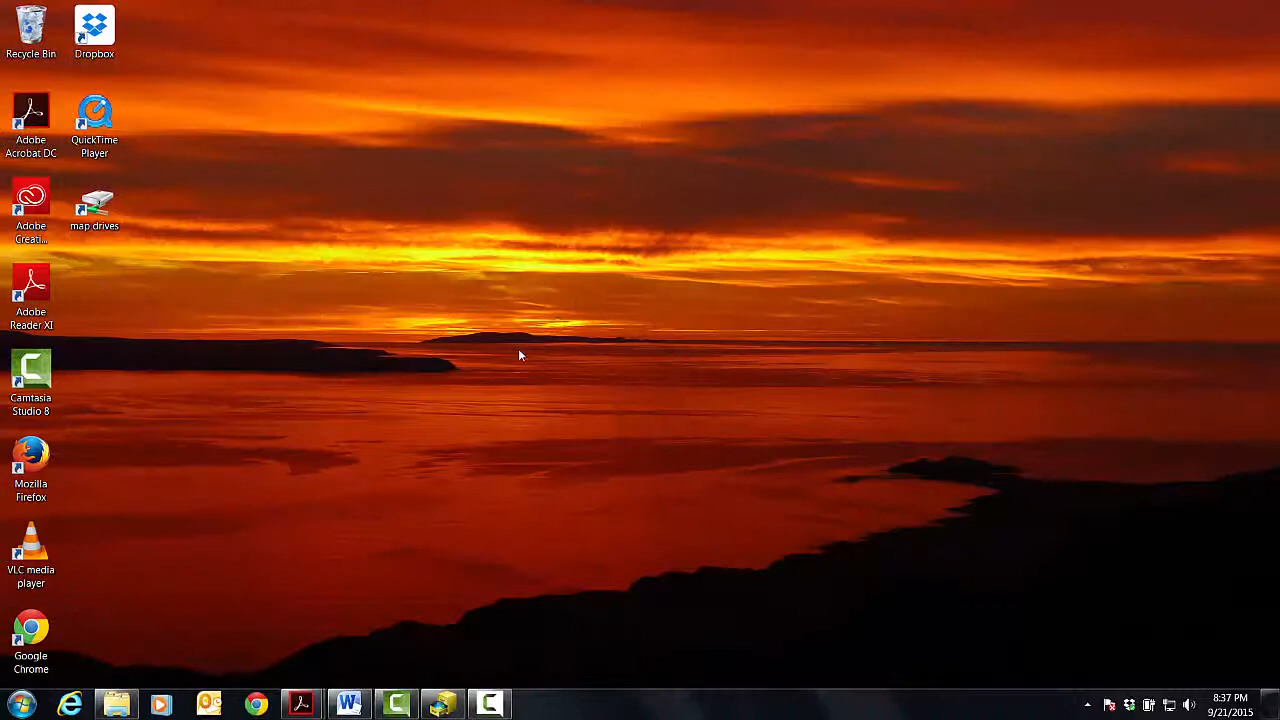 Recycle Bin
Dropbox
Adobe
Acrobat DC
QuickTime
Player
Adobe
Creati...
map drives
Adobe
Reader XI
Camtasia
Studio 8
Mozilla
Firefox
VLC media
player
Google
Chrome
8:37 PM
9/21/2015